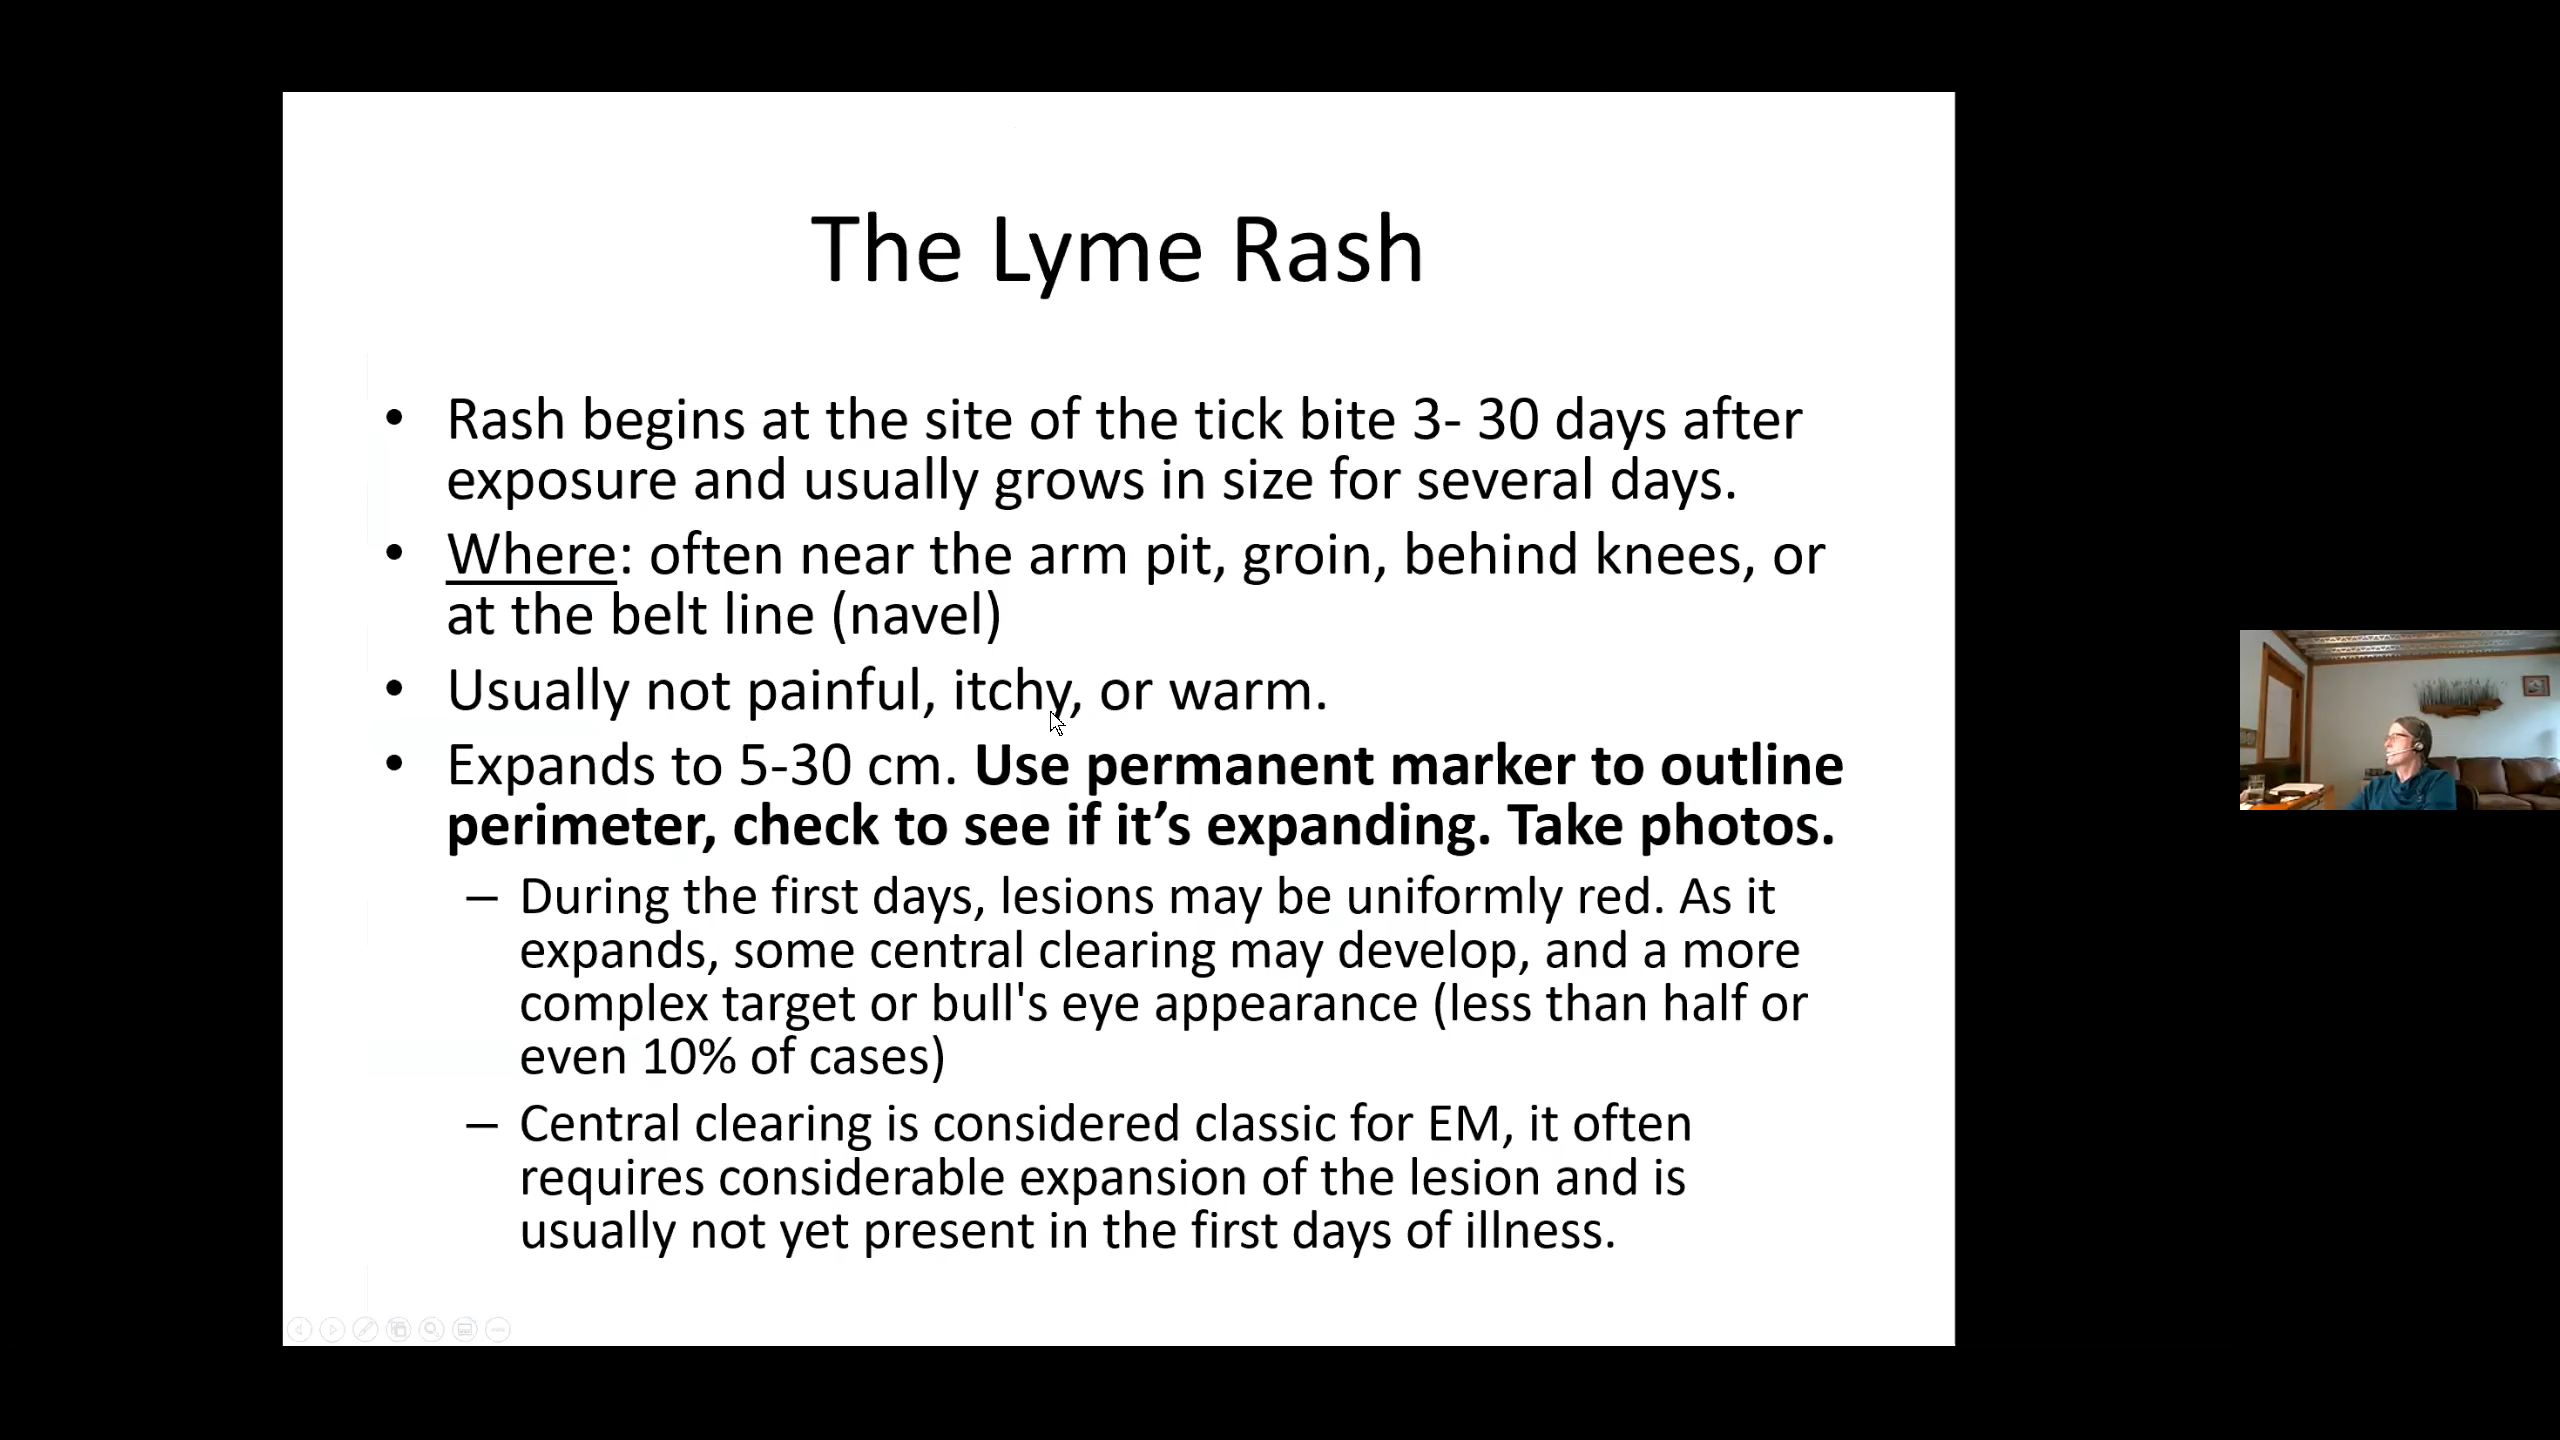 The Lyme Rash
• Rash begins at the site of the tick bite 3- 30 days after
exposure and usually grows in size for several days.
• Where: often near the arm pit, groin, behind knees, or
at the belt line (navel)
• Usually not painful, itchy, or warm.
• Expands to 5-30 cm. Use permanent marker to outline
perimeter, check to see if it’s expanding. Take photos.
– During the first days, lesions may be uniformly red. As it
expands, some central clearing may develop, and a more
complex target or bull's eye appearance (less than half or
even 10% of cases)
– Central clearing is considered classic for EM, it often
requires considerable expansion of the lesion and is
usually not yet present in the first days of illness.